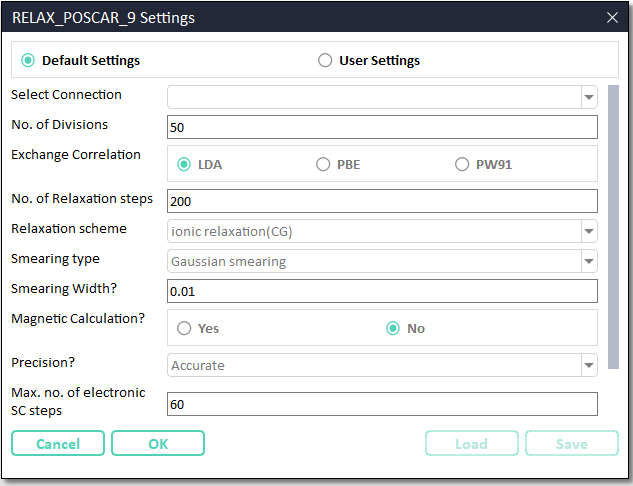 RELAX_POSCAR_9 Settings
Default Settings User Settings
Select Connection
No. of Divisions 50
Exchange Correlation LDA PBE PW91
No. of Relaxation steps 200
Relaxation scheme ionic relaxation(CG)
Smearing type Gaussian smearing
Smearing Width? 0.01
Magnetic Calculation? Yes No
Precision? Accurate
Max. no. of electronic
SC steps 60
Cancel OK Load Save